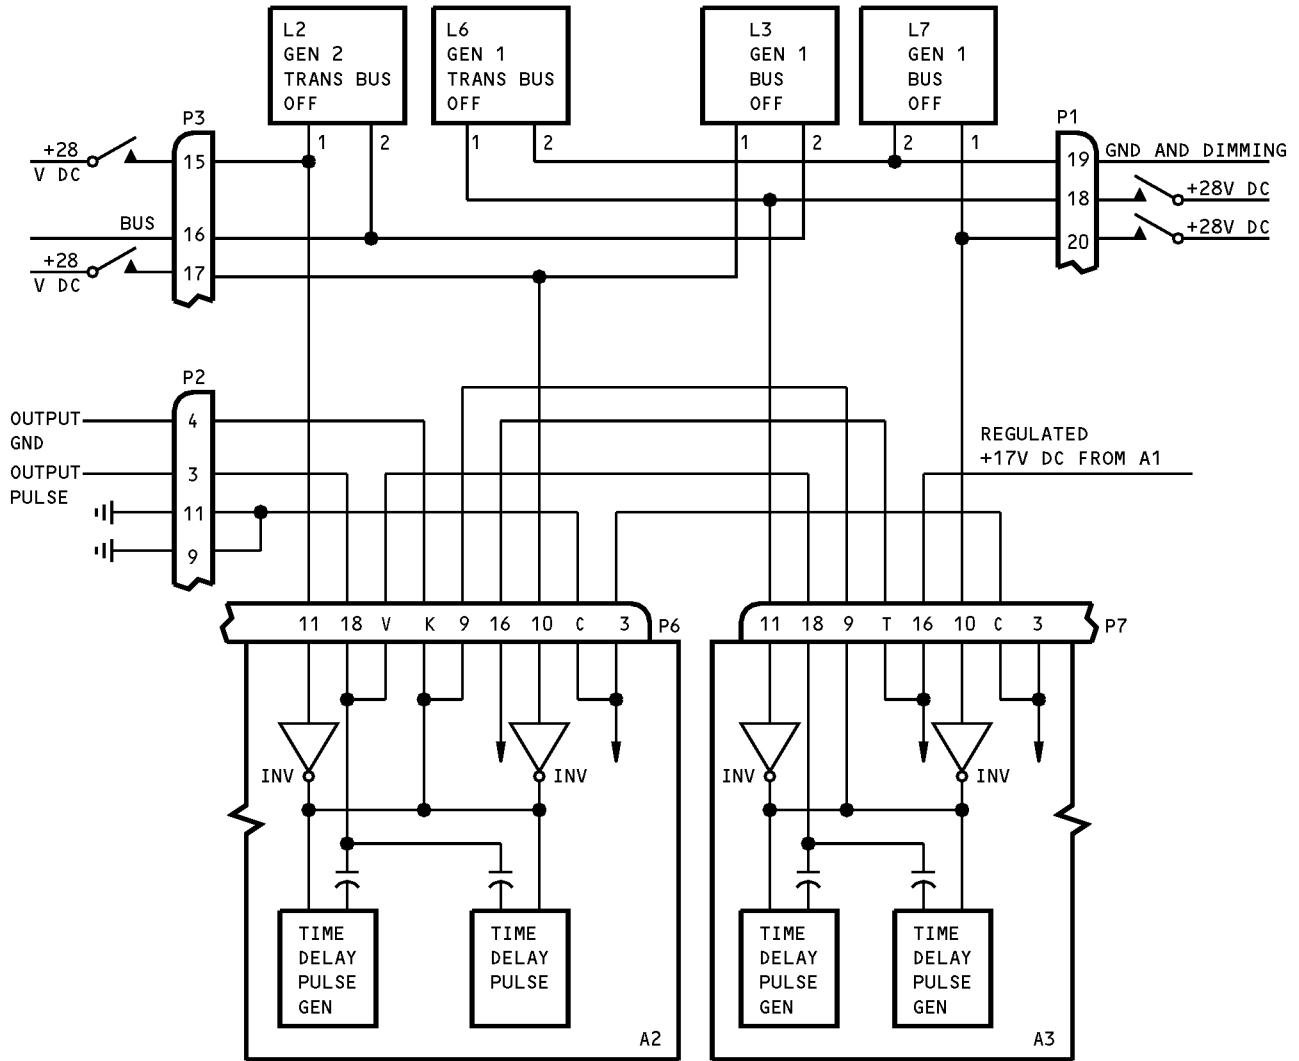 L2
GEN 2
TRANS BUS
OFF
L6
GEN 1
TRANS BUS
OFF
L3
GEN 1
BUS
OFF
L7
GEN 1
BUS
OFF
1 2 1 2 1 2 2 1
P3
15
16
17
+28
V DC
BUS
+28
V DC
P1
19
18
20
GND AND DIMMING
+28V DC
+28V DC
P2
4
3
11
9
OUTPUT
GND
OUTPUT
PULSE
REGULATED
+17V DC FROM A1
11 18 V K 9 16 10 C 3 P6
11 18 9 T 16 10 C 3 P7
INV
INV
INV
INV
TIME
DELAY
PULSE
GEN
TIME
DELAY
PULSE
A2
TIME
DELAY
PULSE
GEN
TIME
DELAY
PULSE
GEN
A3